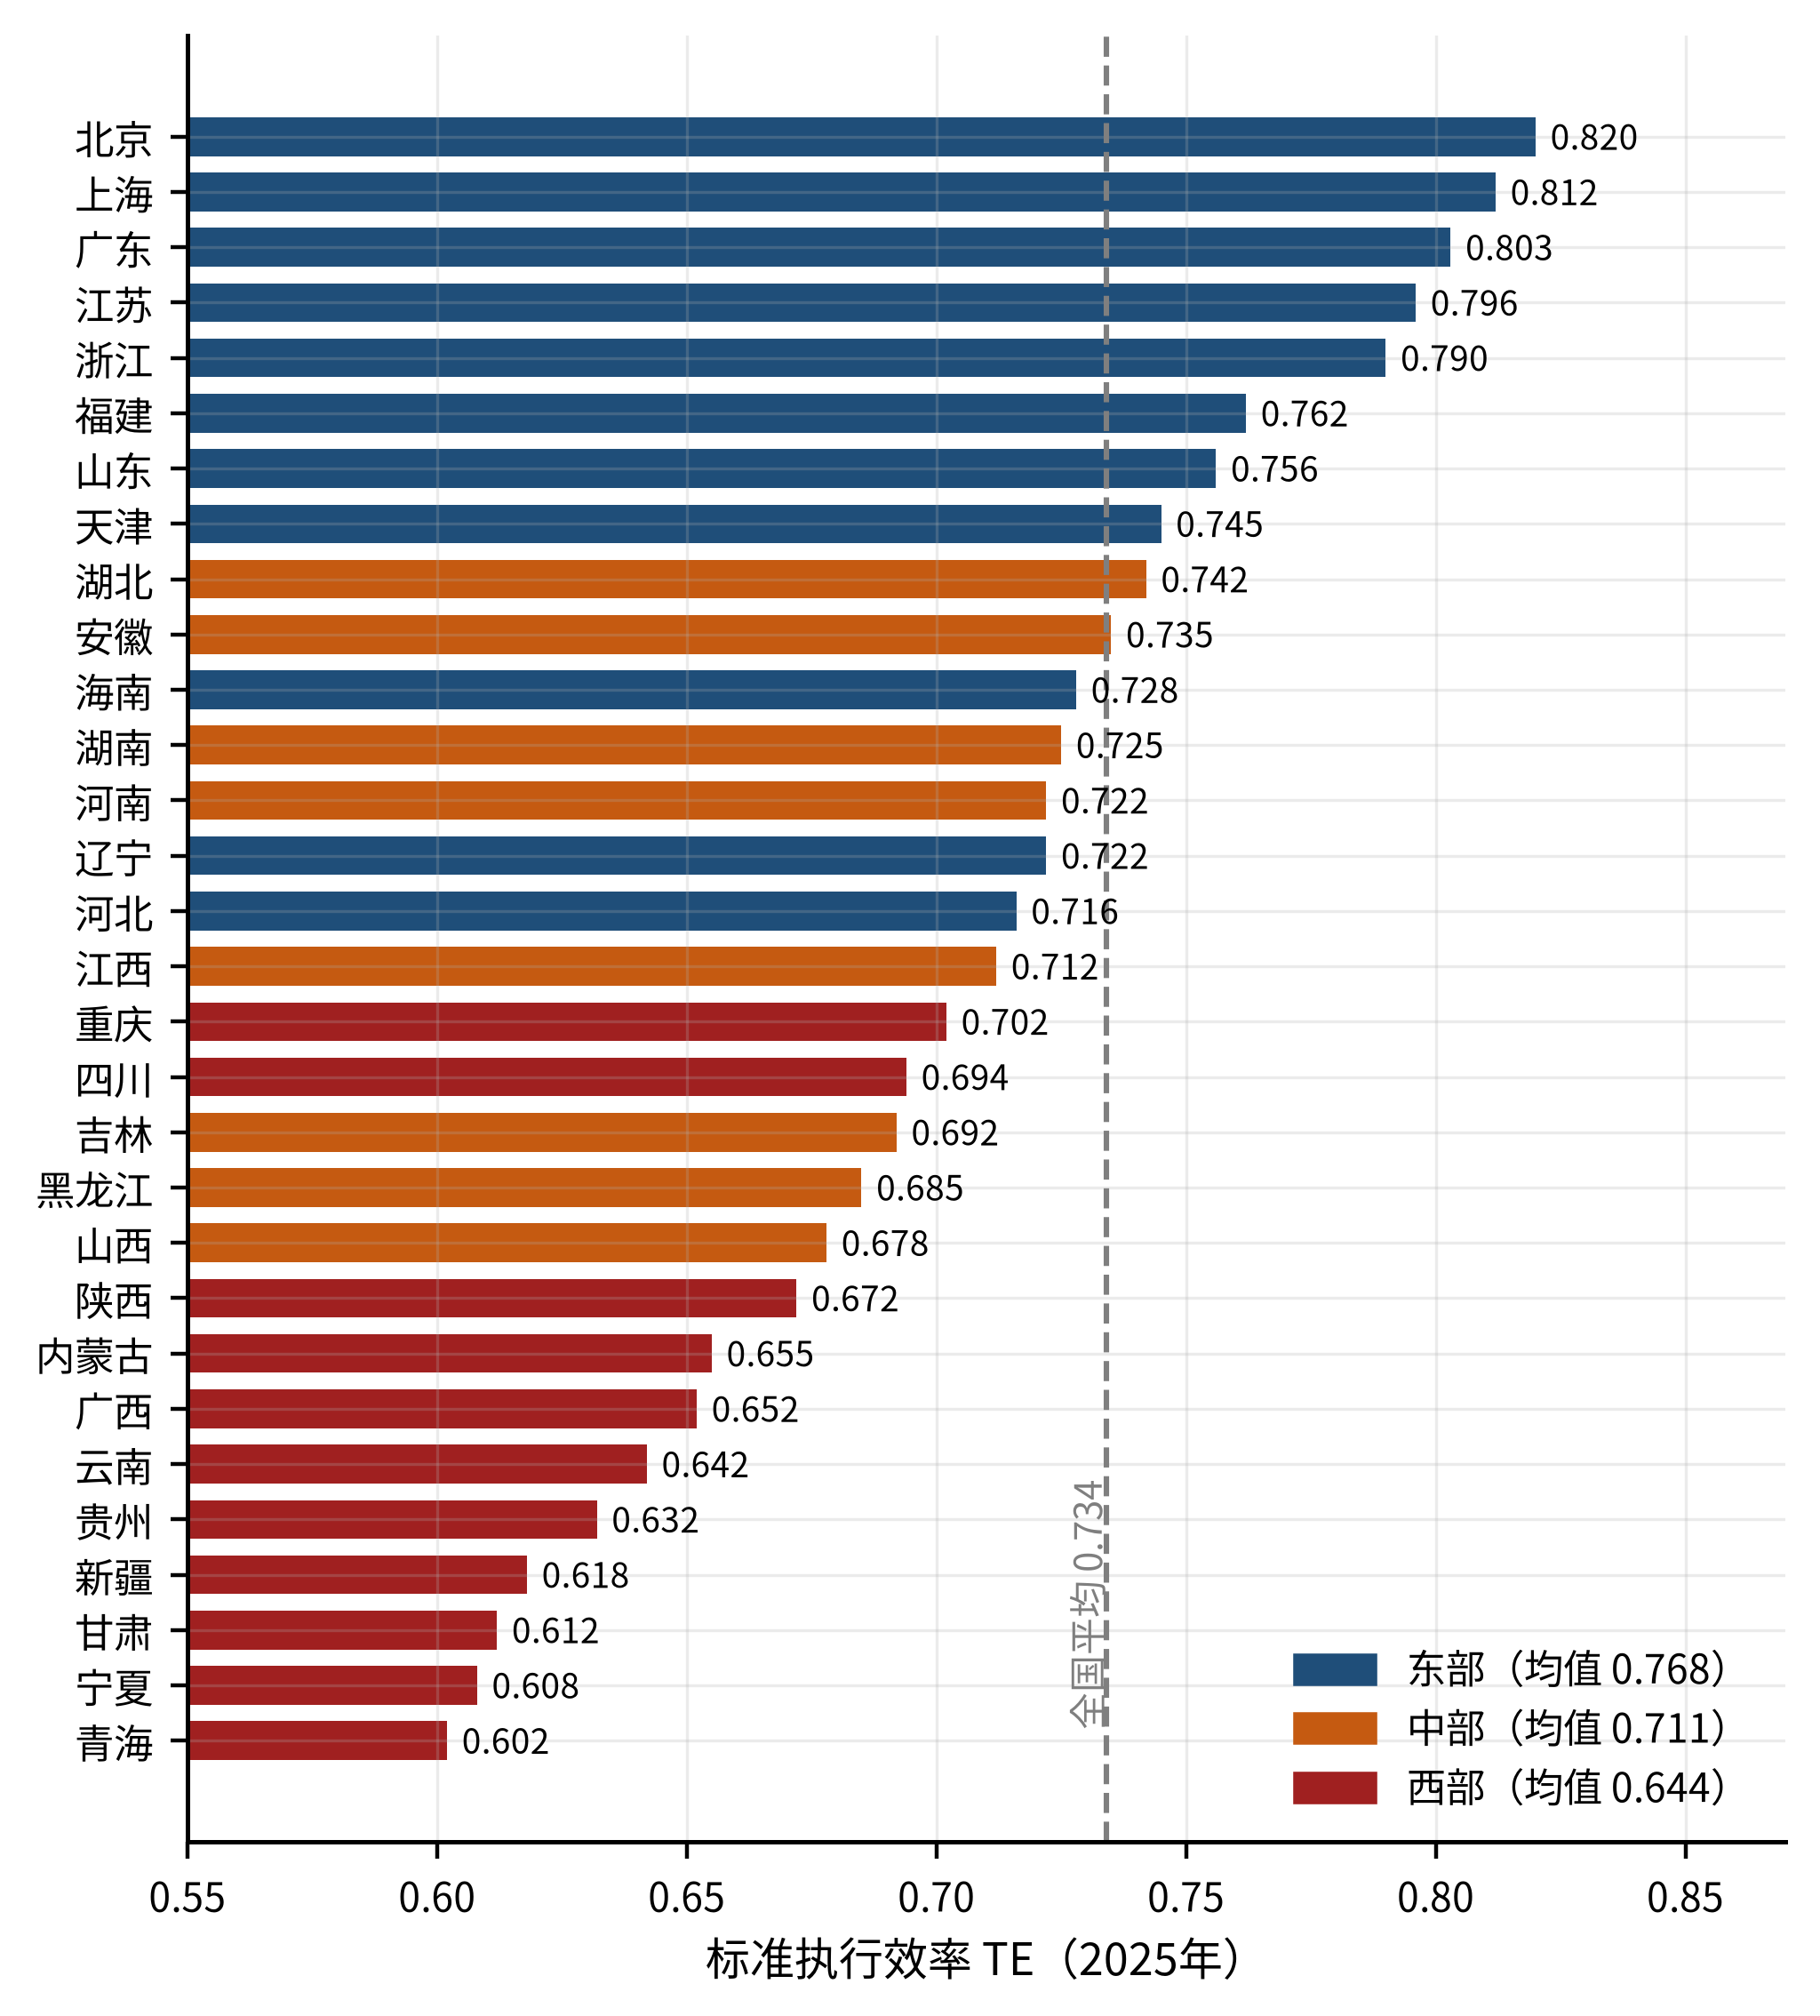 北京 0.820
上海 0.812
广东 0.803
江苏 0.796
浙江 0.790
福建 0.762
山东 0.756
天津 0.745
湖北 0.742
安徽 0.735
海南 0.728
湖南 0.725
河南 0.722
辽宁 0.722
河北 0.716
江西 0.712
重庆 0.702
四川 0.694
吉林 0.692
黑龙江 0.685
山西 0.678
陕西 0.672
内蒙古 0.655
广西 0.652
云南 0.642
贵州 0.632
新疆 0.618
甘肃 0.612
宁夏 0.608
青海 0.602
全国平均 0.734
东部（均值 0.768）
中部（均值 0.711）
西部（均值 0.644）
0.55 0.60 0.65 0.70 0.75 0.80 0.85
标准执行效率 TE（2025年）